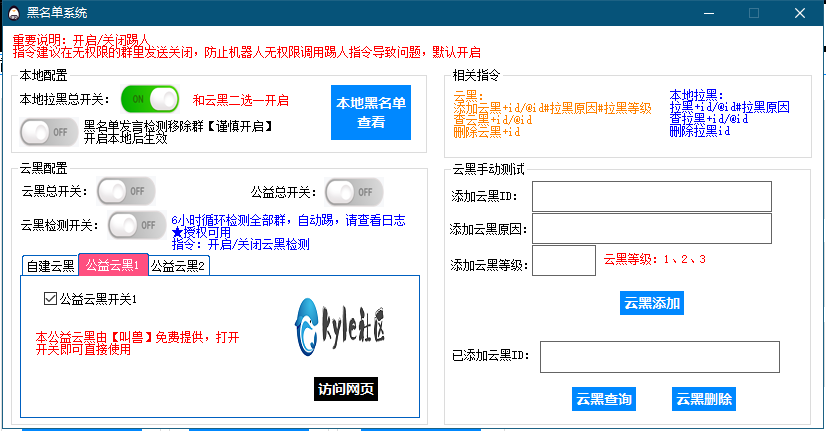 黑名单系统
重要说明：开启/关闭踢人
指令建议在无权限的群里发送关闭，防止机器人无权限调用踢人指令导致问题，默认开启
本地配置
本地拉黑总开关：
ON
和云黑二选一开启
本地黑名单
查看
OFF
黑名单发言检测移除群【谨慎开启】
开启本地后生效
相关指令
云黑：
添加云黑+id/@id#拉黑原因#拉黑等级
查云黑+id/@id
删除云黑+id
本地拉黑：
拉黑+id/@id#拉黑原因
查拉黑+id/@id
删除拉黑id
云黑配置
云黑总开关：
OFF
公益总开关：
OFF
云黑检测开关：
OFF
6小时循环检测全部群，自动踢，请查看日志
★授权可用
指令：开启/关闭云黑检测
自建云黑
公益云黑1
公益云黑2
公益云黑开关1
本公益云黑由【叫兽】免费提供，打开
开关即可直接使用
kyle社区
访问网页
云黑手动测试
添加云黑ID：
添加云黑原因：
添加云黑等级：
云黑等级：1、2、3
云黑添加
已添加云黑ID：
云黑查询
云黑删除